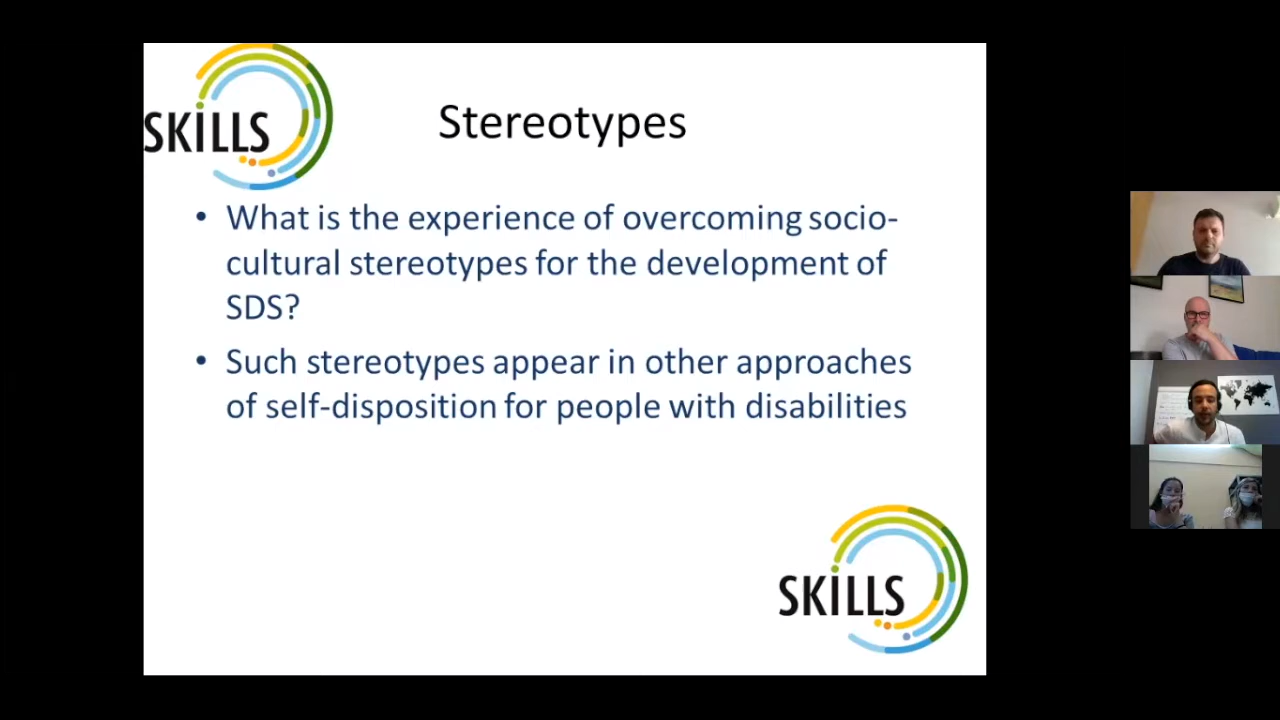 SKILLS
Stereotypes
• What is the experience of overcoming socio-
cultural stereotypes for the development of
SDS?
• Such stereotypes appear in other approaches
of self-disposition for people with disabilities
SKILLS